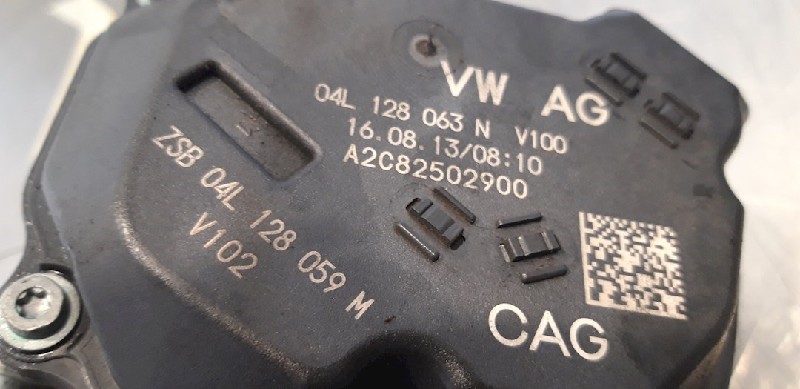 VW AG
04L 128 063 N V100
16.08.13/08:10
A2C82502900
ZSB 04L 128 059 M
V102
CAG